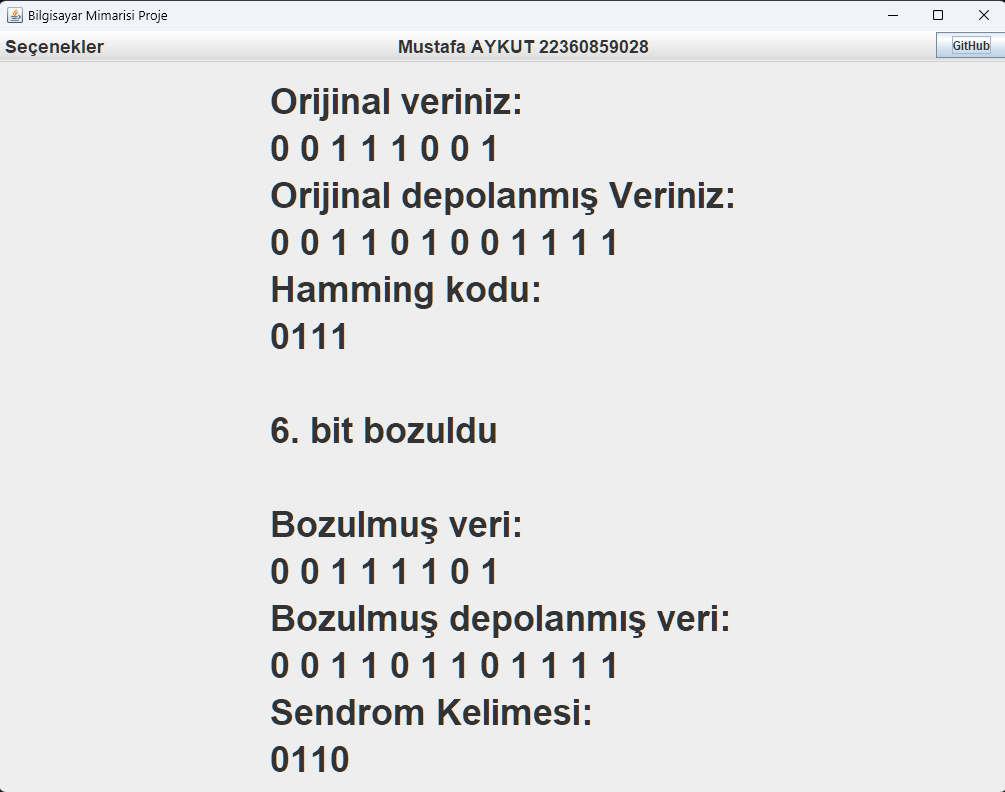 Bilgisayar Mimarisi Proje
Seçenekler
Mustafa AYKUT 22360859028
GitHub
Orijinal veriniz:
0 0 1 1 1 0 0 1
Orijinal depolanmış Veriniz:
0 0 1 1 0 1 0 0 1 1 1 1
Hamming kodu:
0111
6. bit bozuldu
Bozulmuş veri:
0 0 1 1 1 1 0 1
Bozulmuş depolanmış veri:
0 0 1 1 0 1 1 0 1 1 1 1
Sendrom Kelimesi:
0110